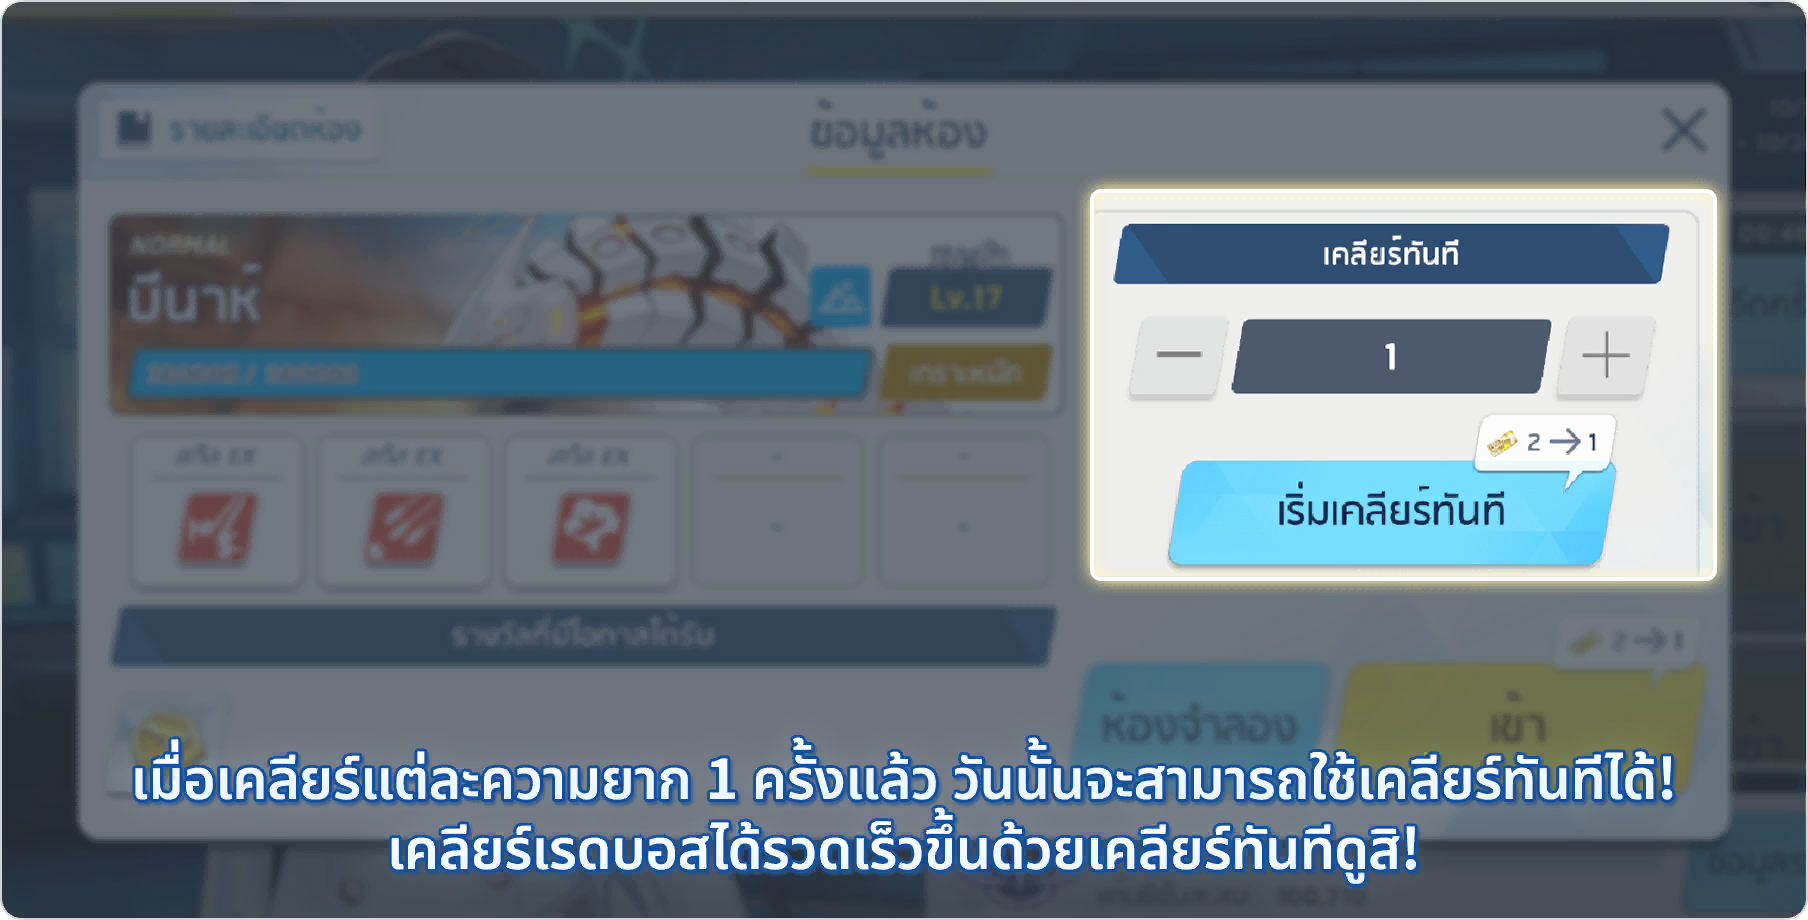 รายละเอียดห้อง
ข้อมูลห้อง
NORMAL
บีนาห์
Lv.17
เกราะหนัก
สกิล EX
สกิล EX
สกิล EX
รางวัลที่มีโอกาสได้รับ
เคลียร์ทันที
1
2 → 1
เริ่มเคลียร์ทันที
2 → 1
ห้องจำลอง
เข้า
เมื่อเคลียร์แต่ละความยาก 1 ครั้งแล้ว วันนั้นจะสามารถใช้เคลียร์ทันทีได้!
เคลียร์เรดบอสได้รวดเร็วขึ้นด้วยเคลียร์ทันทีดูสิ!